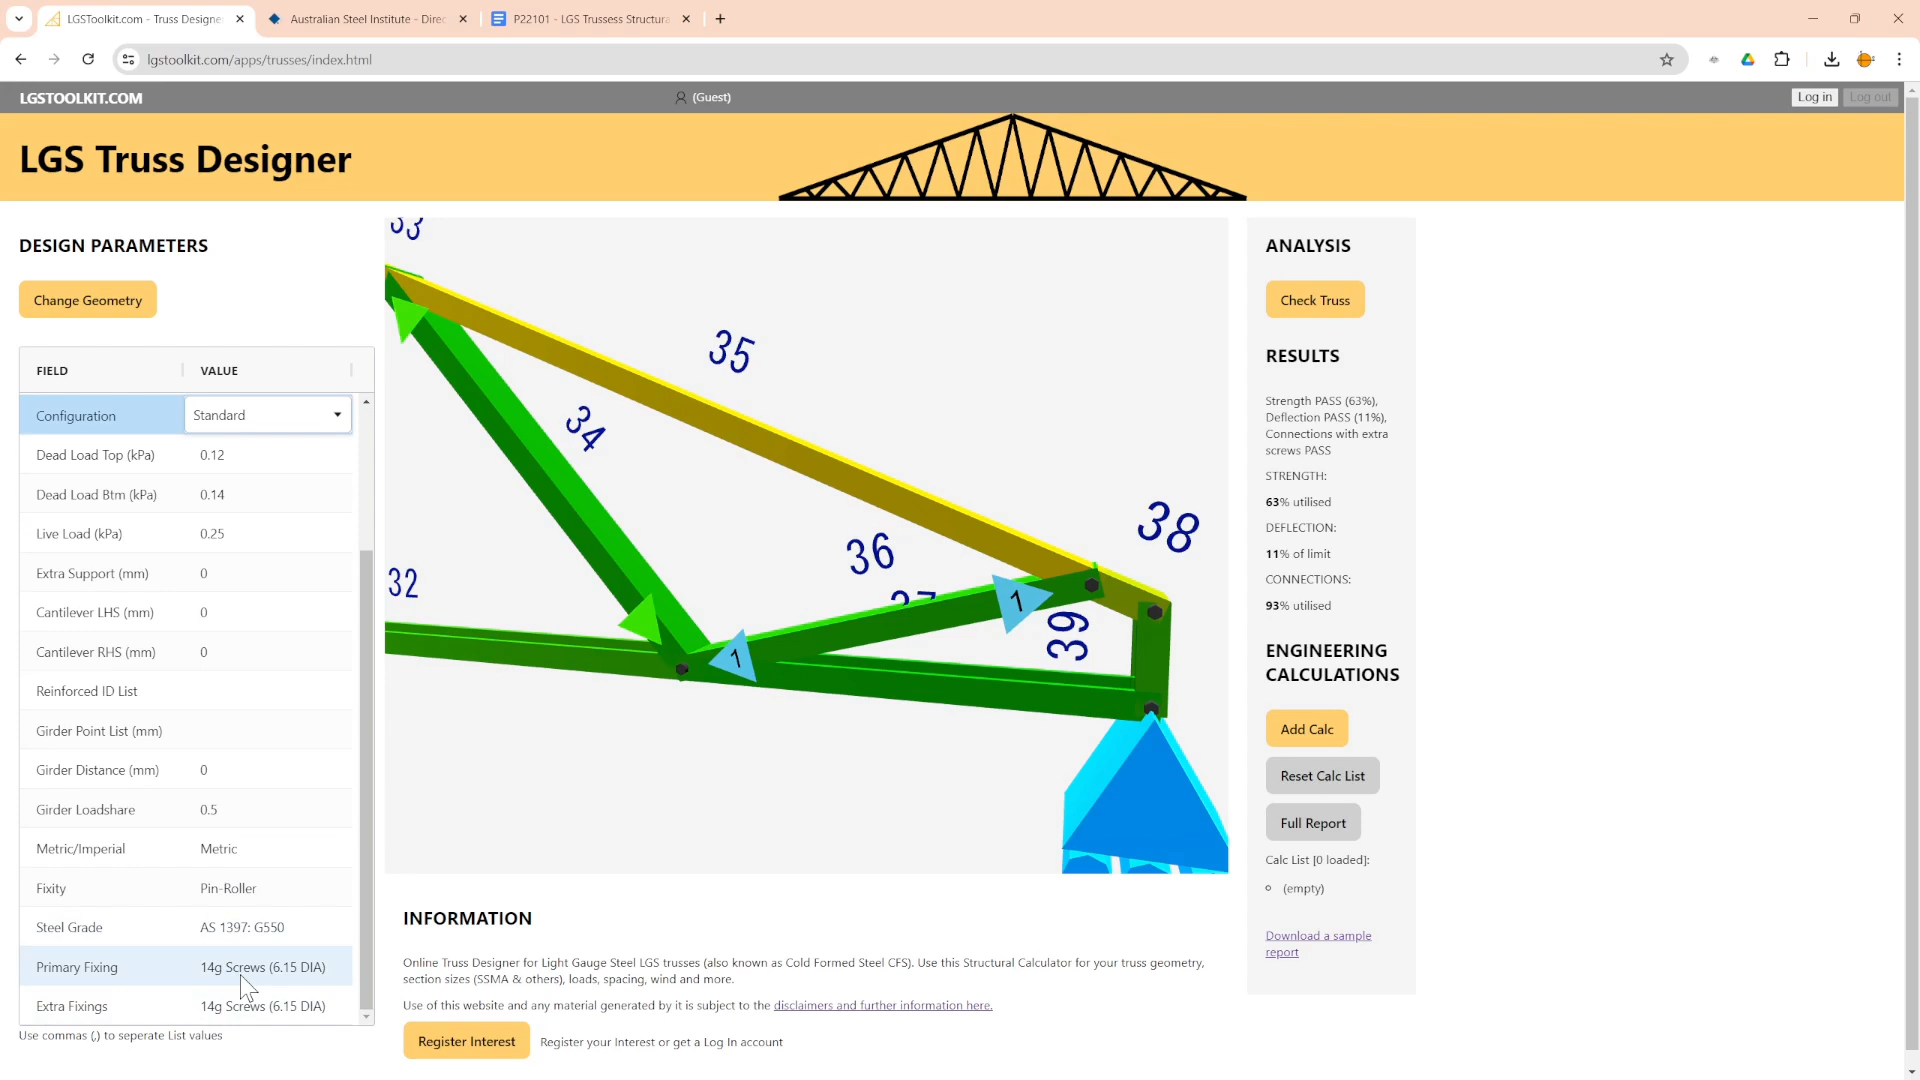 LGSToolkit.com - Truss Designer
Australian Steel Institute - Direc
P22101 - LGS Trussess Structura
lgstoolkit.com/apps/trusses/index.html
LGSTOOLKIT.COM
(Guest)
Log in
Log out
LGS Truss Designer
DESIGN PARAMETERS
Change Geometry
FIELD VALUE
Configuration Standard
Dead Load Top (kPa) 0.12
Dead Load Btm (kPa) 0.14
Live Load (kPa) 0.25
Extra Support (mm) 0
Cantilever LHS (mm) 0
Cantilever RHS (mm) 0
Reinforced ID List
Girder Point List (mm)
Girder Distance (mm) 0
Girder Loadshare 0.5
Metric/Imperial Metric
Fixity Pin-Roller
Steel Grade AS 1397: G550
Primary Fixing 14g Screws (6.15 DIA)
Extra Fixings 14g Screws (6.15 DIA)
Use commas (,) to seperate List values
33
35
34
38
36
32
37
1
39
1
INFORMATION
Online Truss Designer for Light Gauge Steel LGS trusses (also known as Cold Formed Steel CFS). Use this Structural Calculator for your truss geometry,
section sizes (SSMA & others), loads, spacing, wind and more.
Use of this website and any material generated by it is subject to the disclaimers and further information here.
Register Interest
Register your Interest or get a Log In account
ANALYSIS
Check Truss
RESULTS
Strength PASS (63%),
Deflection PASS (11%),
Connections with extra
screws PASS
STRENGTH:
63% utilised
DEFLECTION:
11% of limit
CONNECTIONS:
93% utilised
ENGINEERING
CALCULATIONS
Add Calc
Reset Calc List
Full Report
Calc List [0 loaded]:
(empty)
Download a sample
report